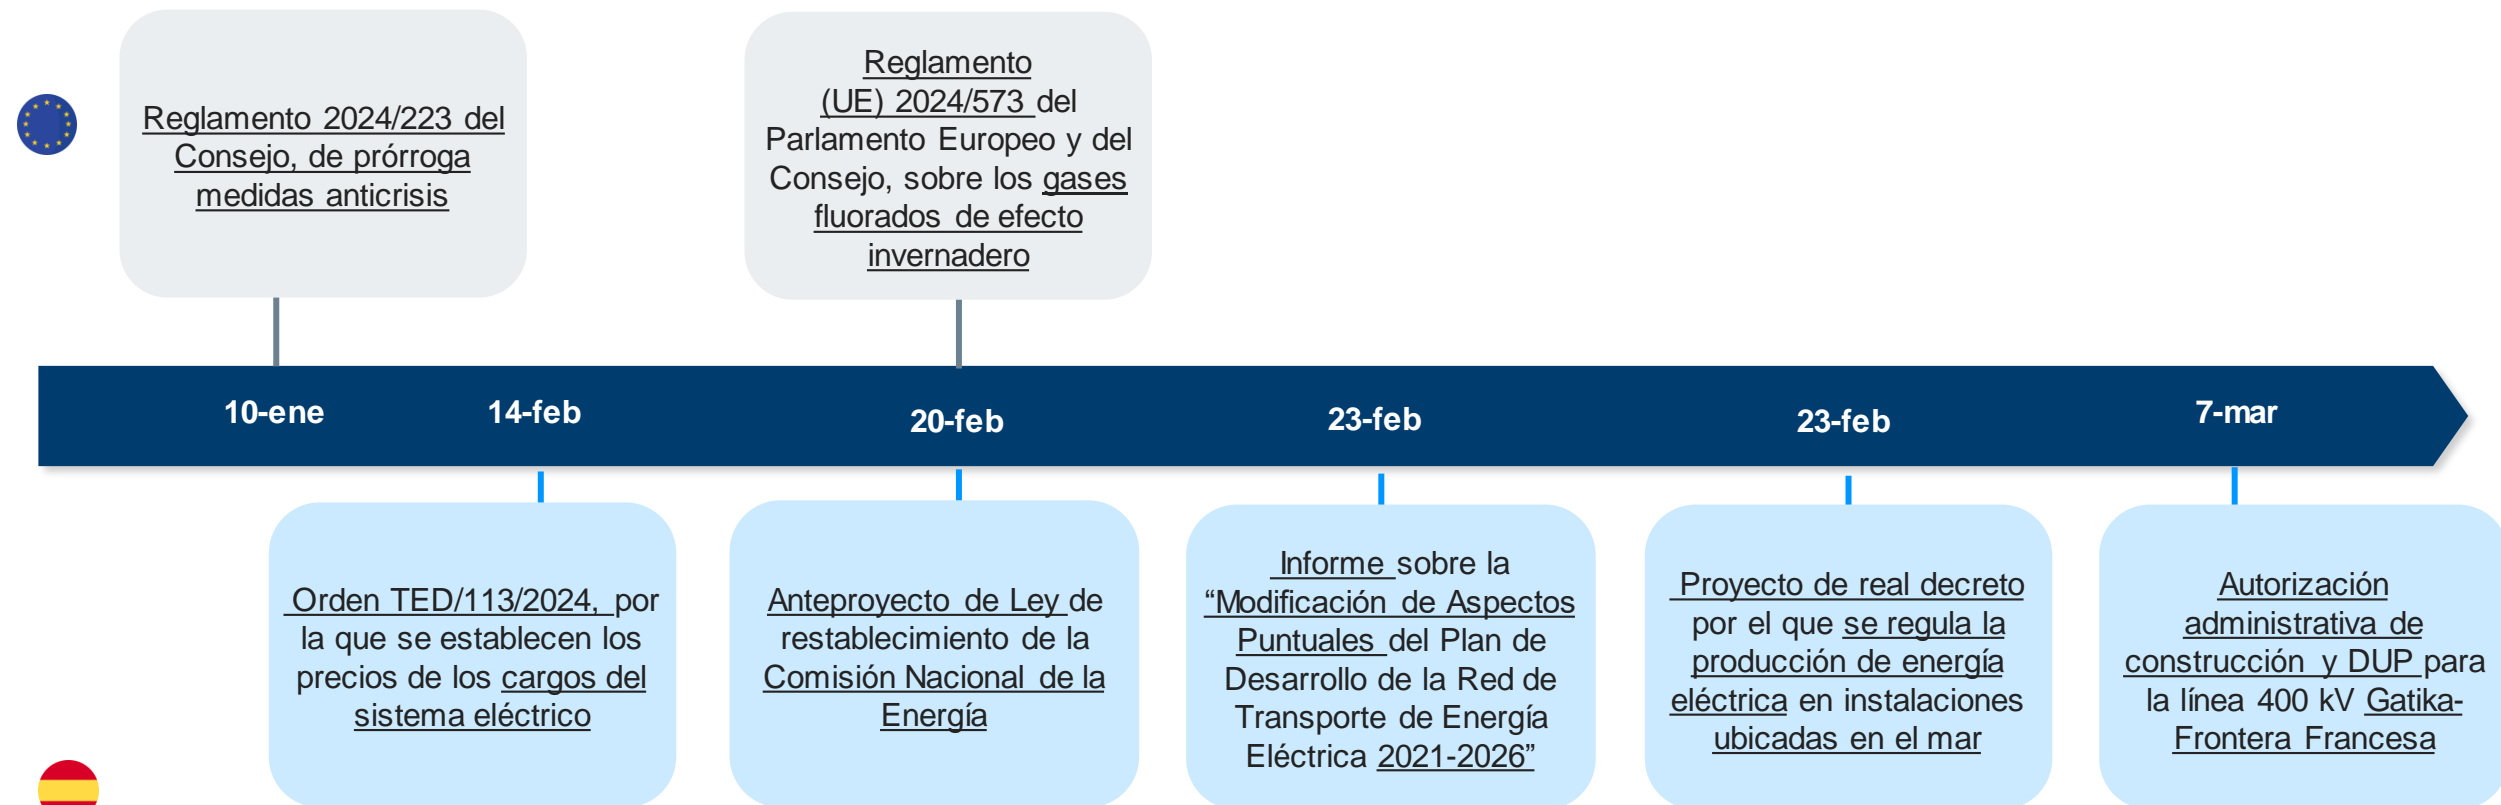 Reglamento 2024/223 del
Consejo, de prórroga
medidas anticrisis
Reglamento
(UE) 2024/573 del
Parlamento Europeo y del
Consejo, sobre los gases
fluorados de efecto
invernadero
10-ene
14-feb
20-feb
23-feb
23-feb
7-mar
Orden TED/113/2024, por
la que se establecen los
precios de los cargos del
sistema eléctrico
Anteproyecto de Ley de
restablecimiento de la
Comisión Nacional de la
Energía
Informe sobre la
“Modificación de Aspectos
Puntuales del Plan de
Desarrollo de la Red de
Transporte de Energía
Eléctrica 2021-2026”
Proyecto de real decreto
por el que se regula la
producción de energía
eléctrica en instalaciones
ubicadas en el mar
Autorización
administrativa de
construcción y DUP para
la línea 400 kV Gatika-
Frontera Francesa